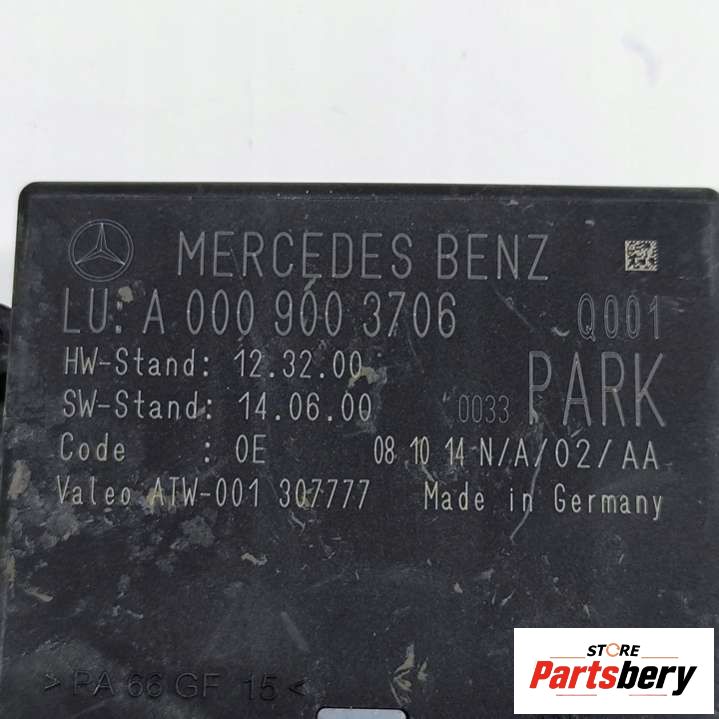 MERCEDES BENZ
LU: A 000 900 3706 Q001
HW-Stand: 12.32.00
SW-Stand: 14.06.00 0033 PARK
Code : 0E 08 10 14 N/A/02/AA
Valeo ATW-001 307777 Made in Germany
>PA 66 GF 15<
STORE
Partsbery